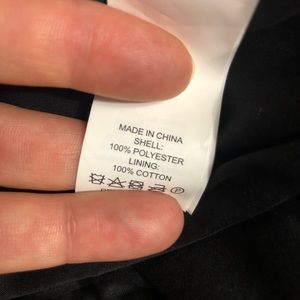 MADE IN CHINA
SHELL:
100% POLYESTER
LINING:
100% COTTON